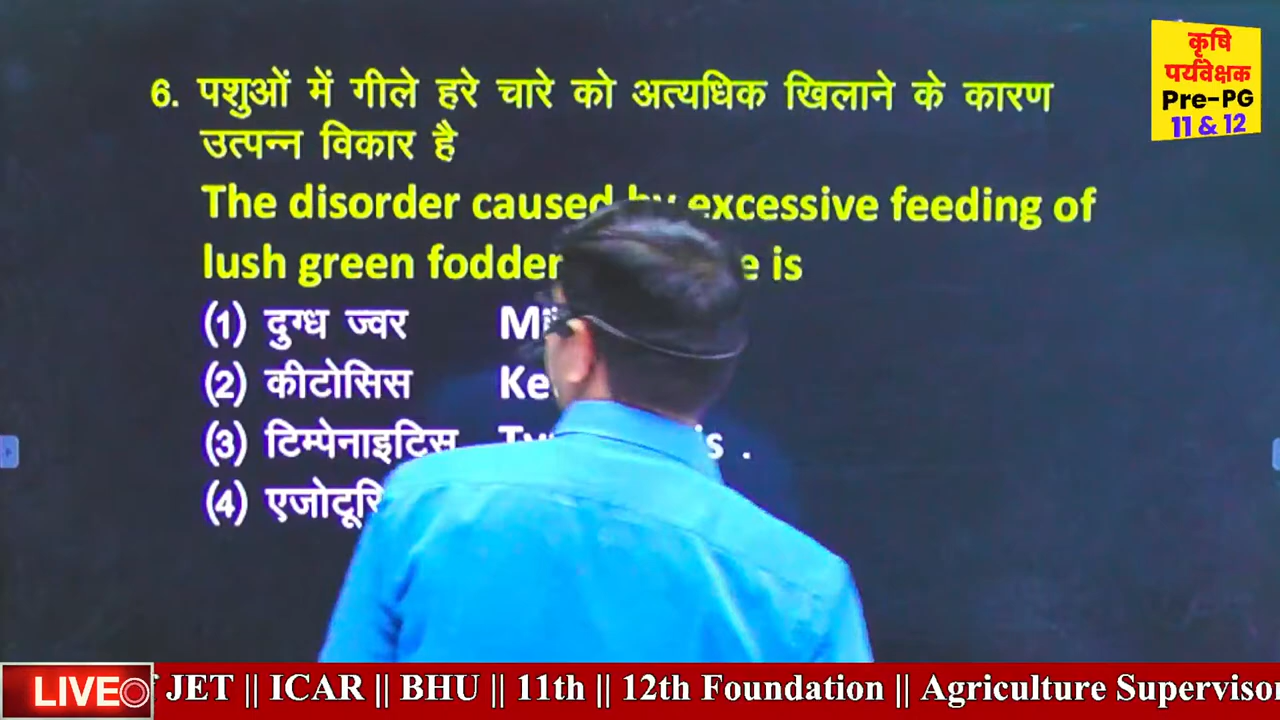 6. पशुओं में गीले हरे चारे को अत्यधिक खिलाने के कारण
उत्पन्न विकार है
The disorder caused by excessive feeding of
lush green fodder is
(1) दुग्ध ज्वर
(2) कीटोसिस
(3) टिम्पेनाइटिस
(4)
कृषि
पर्यवेक्षक
Pre-PG
11 & 12
LIVE
JET || ICAR || BHU || 11th || 12th Foundation || Agriculture Supervisor